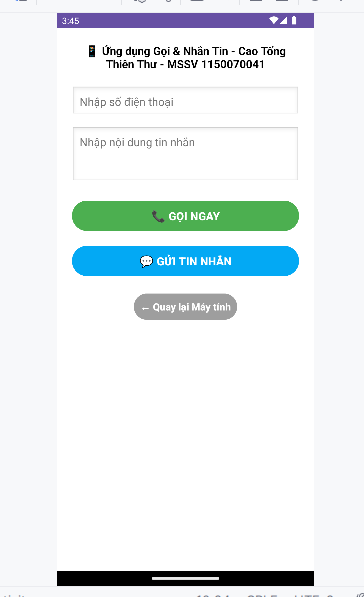 3:45
📱 Ứng dụng Gọi & Nhắn Tin - Cao Tống
Thiên Thư - MSSV 1150070041
Nhập số điện thoại
Nhập nội dung tin nhắn
📞 GỌI NGAY
💬 GỬI TIN NHẮN
← Quay lại Máy tính